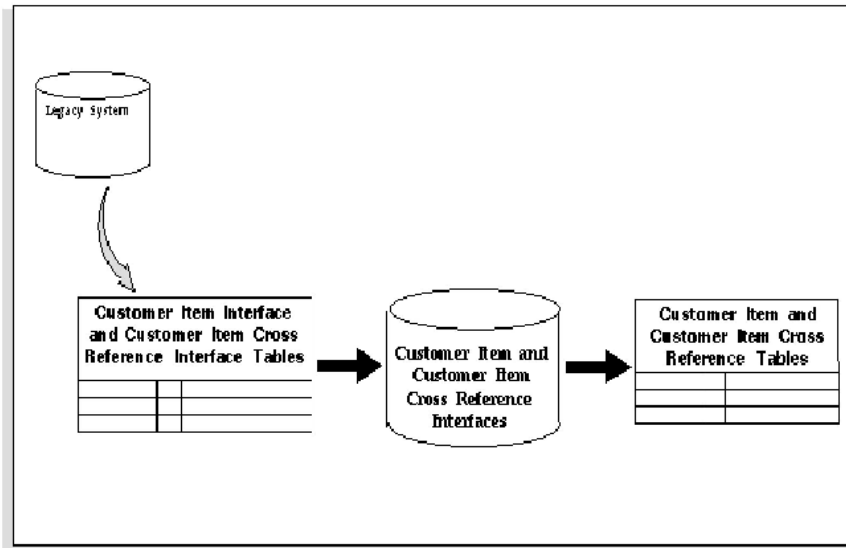 Legacy System
Customer Item Interface
and Customer Item Cross
Reference Interface Tables
Customer Item and
Customer Item
Cross Reference
Interfaces
Customer Item and
Customer Item Cross
Reference Tables